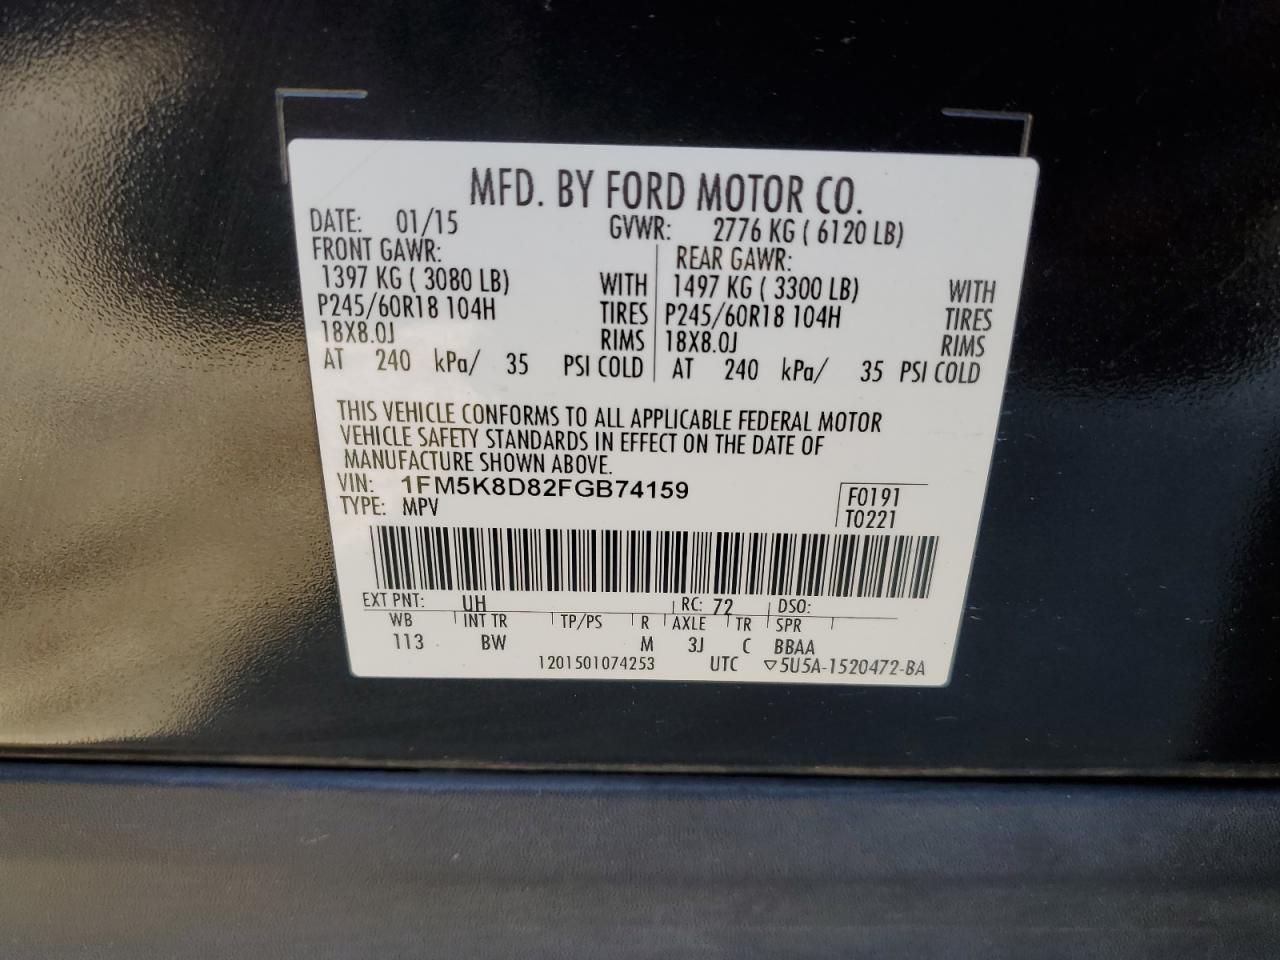 MFD. BY FORD MOTOR CO.
DATE: 01/15 GVWR: 2776 KG ( 6120 LB)
FRONT GAWR: REAR GAWR:
1397 KG ( 3080 LB) WITH 1497 KG ( 3300 LB) WITH
P245/60R18 104H TIRES P245/60R18 104H TIRES
18X8.0J RIMS 18X8.0J RIMS
AT 240 kPa/ 35 PSI COLD AT 240 kPa/ 35 PSI COLD
THIS VEHICLE CONFORMS TO ALL APPLICABLE FEDERAL MOTOR
VEHICLE SAFETY STANDARDS IN EFFECT ON THE DATE OF
MANUFACTURE SHOWN ABOVE.
VIN: 1FM5K8D82FGB74159 F0191
TYPE: MPV T0221
EXT PNT: UH RC: 72 DSO:
WB INT TR TP/PS R AXLE TR SPR
113 BW M 3J C BBAA
1201501074253 UTC ▽5U5A-1520472-BA